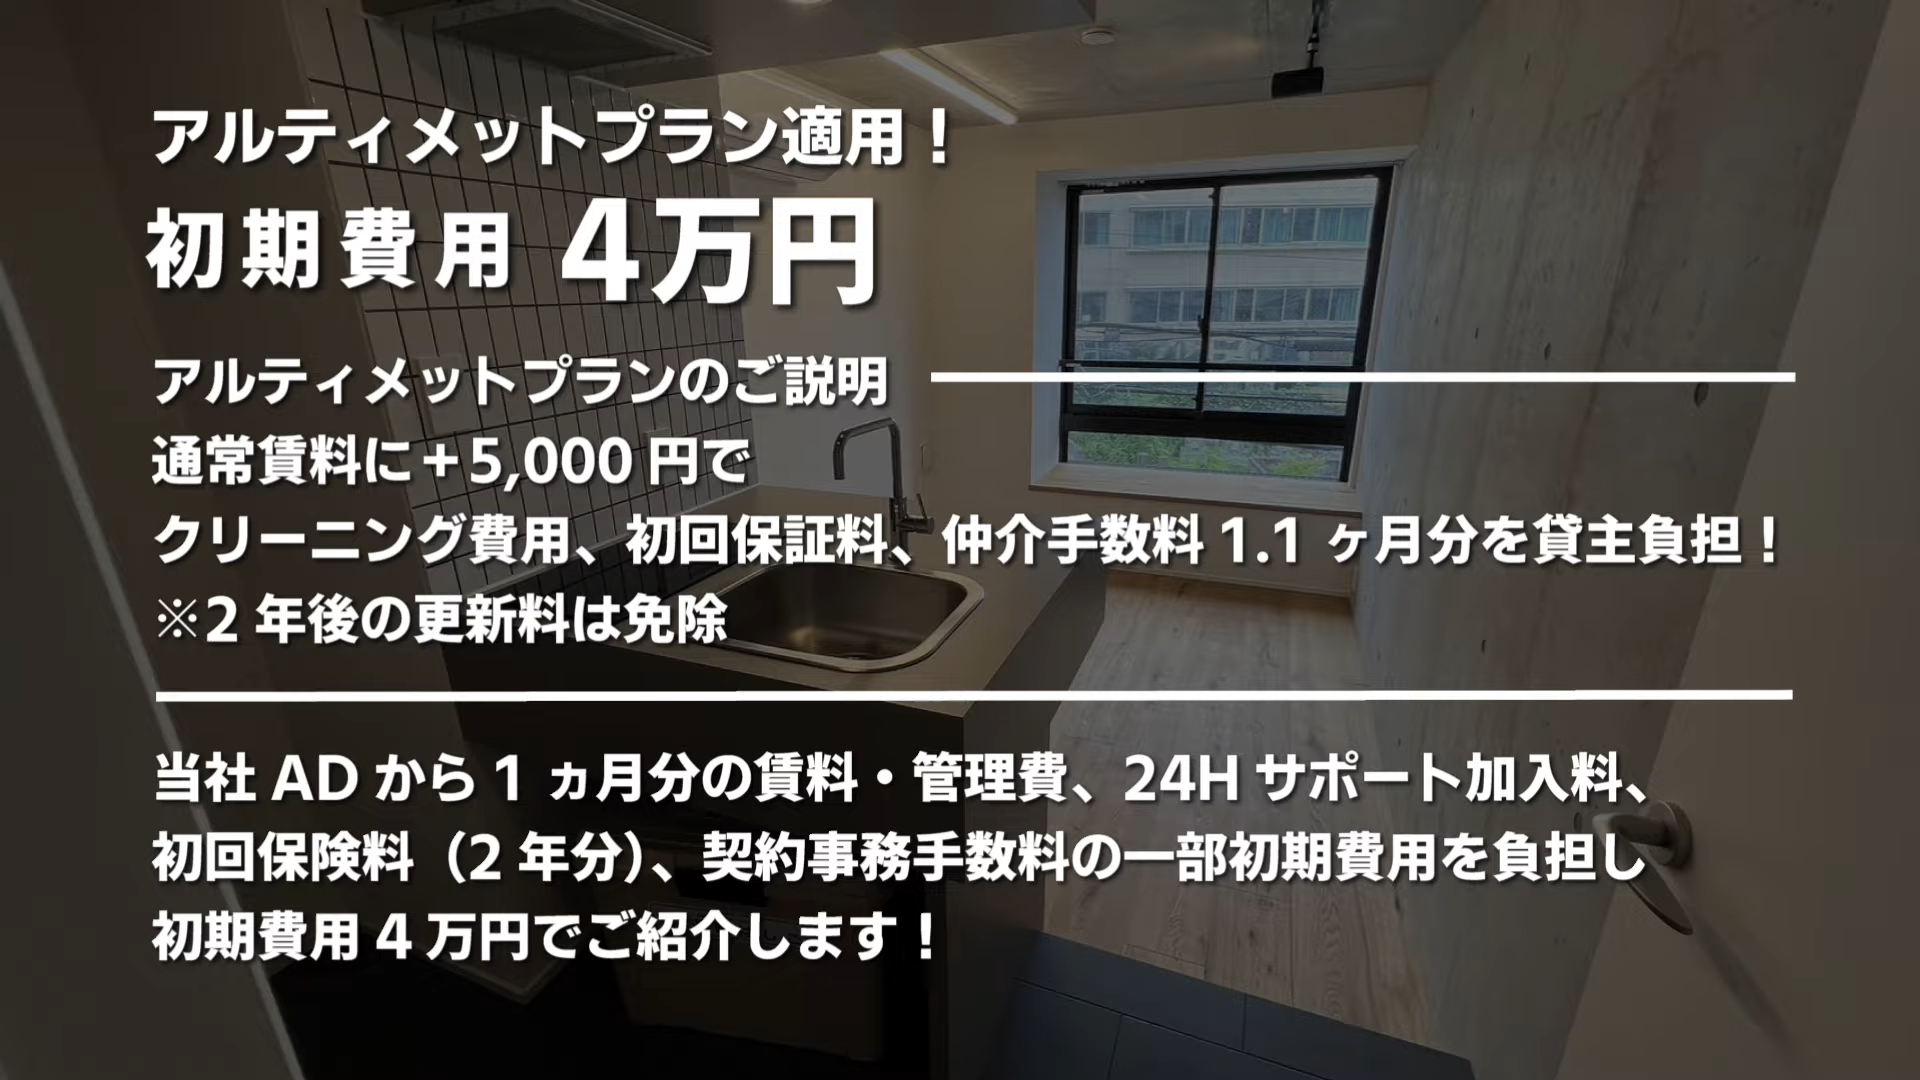 アルティメットプラン適用！
初期費用 4万円
アルティメットプランのご説明
通常賃料に＋5,000円で
クリーニング費用、初回保証料、仲介手数料1.1ヶ月分を貸主負担！
※2年後の更新料は免除
当社ADから1ヵ月分の賃料・管理費、24Hサポート加入料、
初回保険料（2年分）、契約事務手数料の一部初期費用を負担し
初期費用4万円でご紹介します！